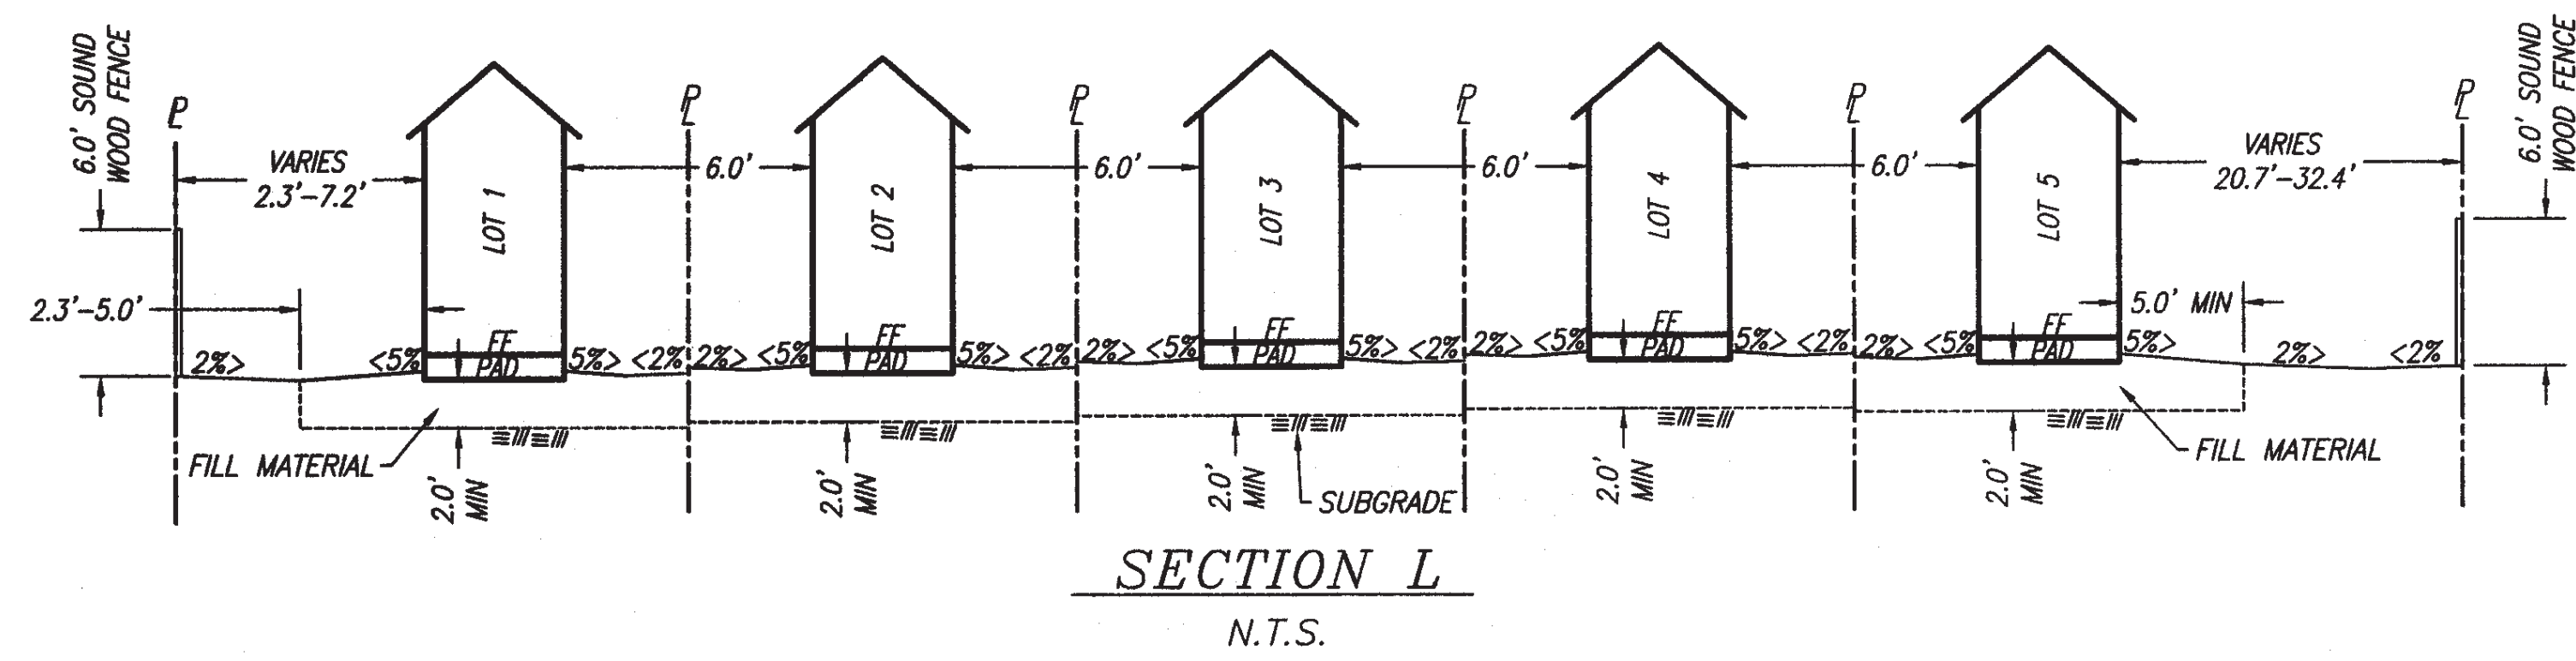 6.0' SOUND
WOOD FENCE
PL
PL
PL
PL
PL
PL
6.0' SOUND
WOOD FENCE
VARIES
2.3'-7.2'
6.0'
6.0'
6.0'
6.0'
VARIES
20.7'-32.4'
LOT 1
LOT 2
LOT 3
LOT 4
LOT 5
2.3'-5.0'
5.0' MIN
FF
FF
FF
FF
FF
PAD
PAD
PAD
PAD
PAD
2%> <5% 5%> <2% 2%> <5% 5%> <2% 2%> <5% 5%> <2% 2%> <5% 5%> <2% 2%> <5% 5%> 2%> <2%
FILL MATERIAL
2.0'
MIN
2.0'
MIN
2.0'
MIN
SUBGRADE
2.0'
MIN
2.0'
MIN
FILL MATERIAL
SECTION L
N.T.S.